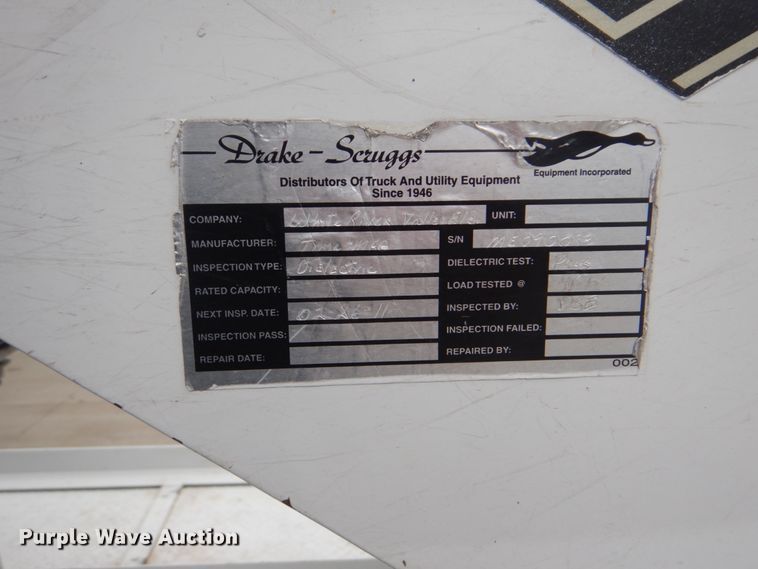 Drake-Scruggs
Equipment Incorporated
Distributors Of Truck And Utility Equipment
Since 1946
COMPANY: UNIT:
MANUFACTURER: S/N
INSPECTION TYPE: Dielectric DIELECTRIC TEST: Pass
RATED CAPACITY: LOAD TESTED @
NEXT INSP. DATE: INSPECTED BY:
INSPECTION PASS: INSPECTION FAILED:
REPAIR DATE: REPAIRED BY:
002
Purple Wave Auction